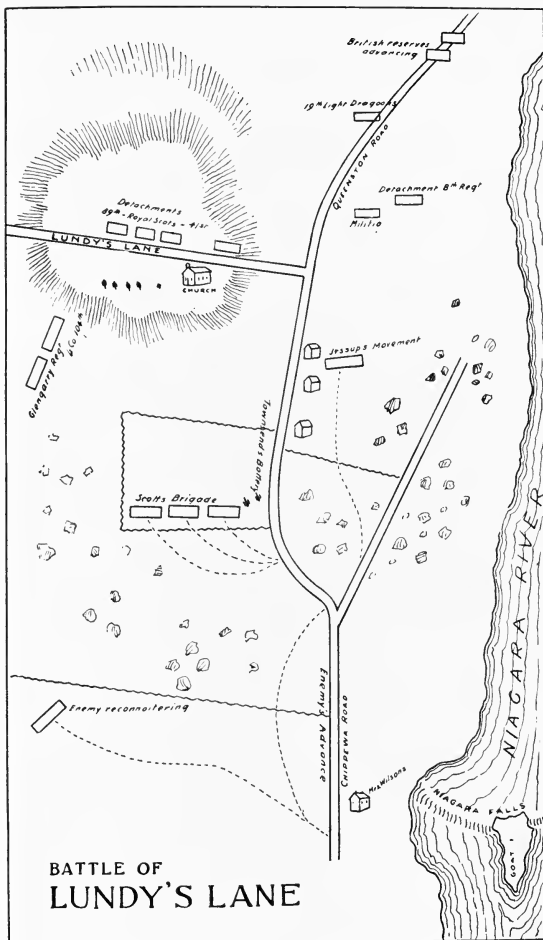 British reserves
advancing
19th Light Dragoons
QUEENSTON ROAD
Detachment 8th Regt
Militia
Detachments
89th - Royal Scots - 41st
LUNDY'S LANE
CHURCH
Glengarry Regt
& Co 104th
Jessups Movement
Townsends Battery
Scotts Brigade
NIAGARA RIVER
Enemy reconnoitering
Enemy's Advance
CHIPPEWA ROAD
Mrs Wilsons
NIAGARA FALLS
GOAT I
BATTLE OF
LUNDY'S LANE